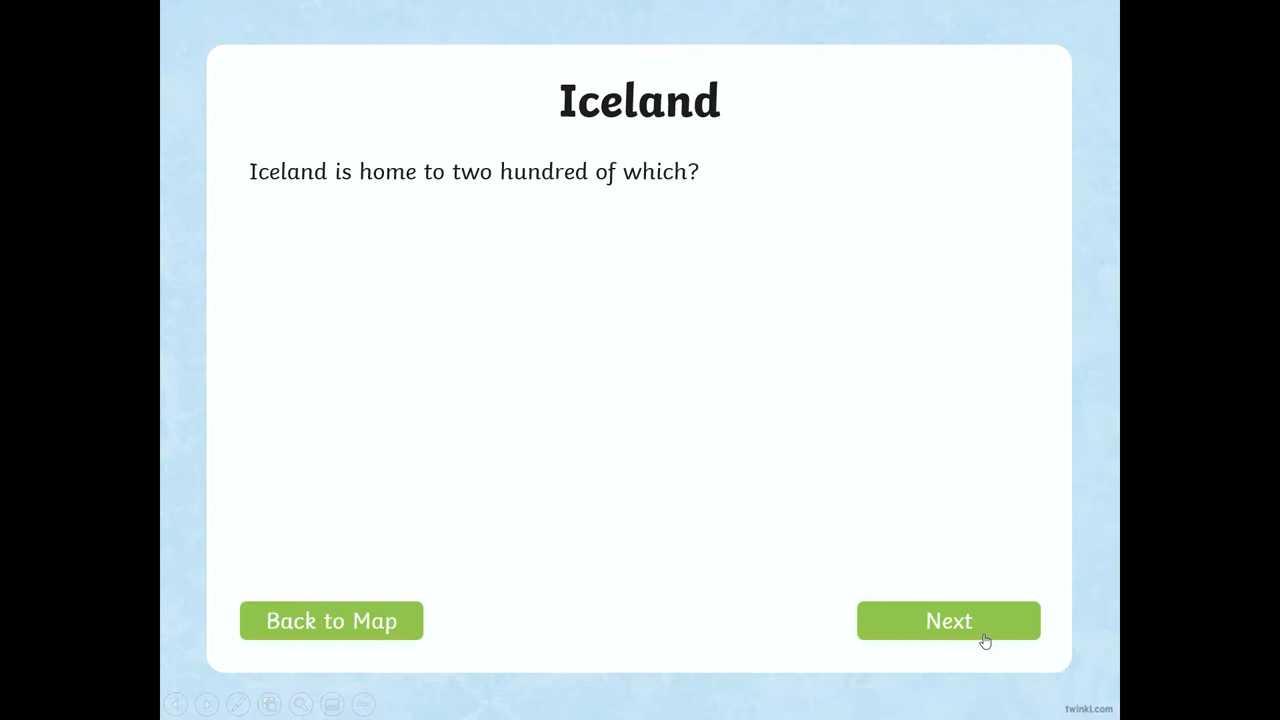 Iceland
Iceland is home to two hundred of which?
Back to Map
Next
twinkl.com